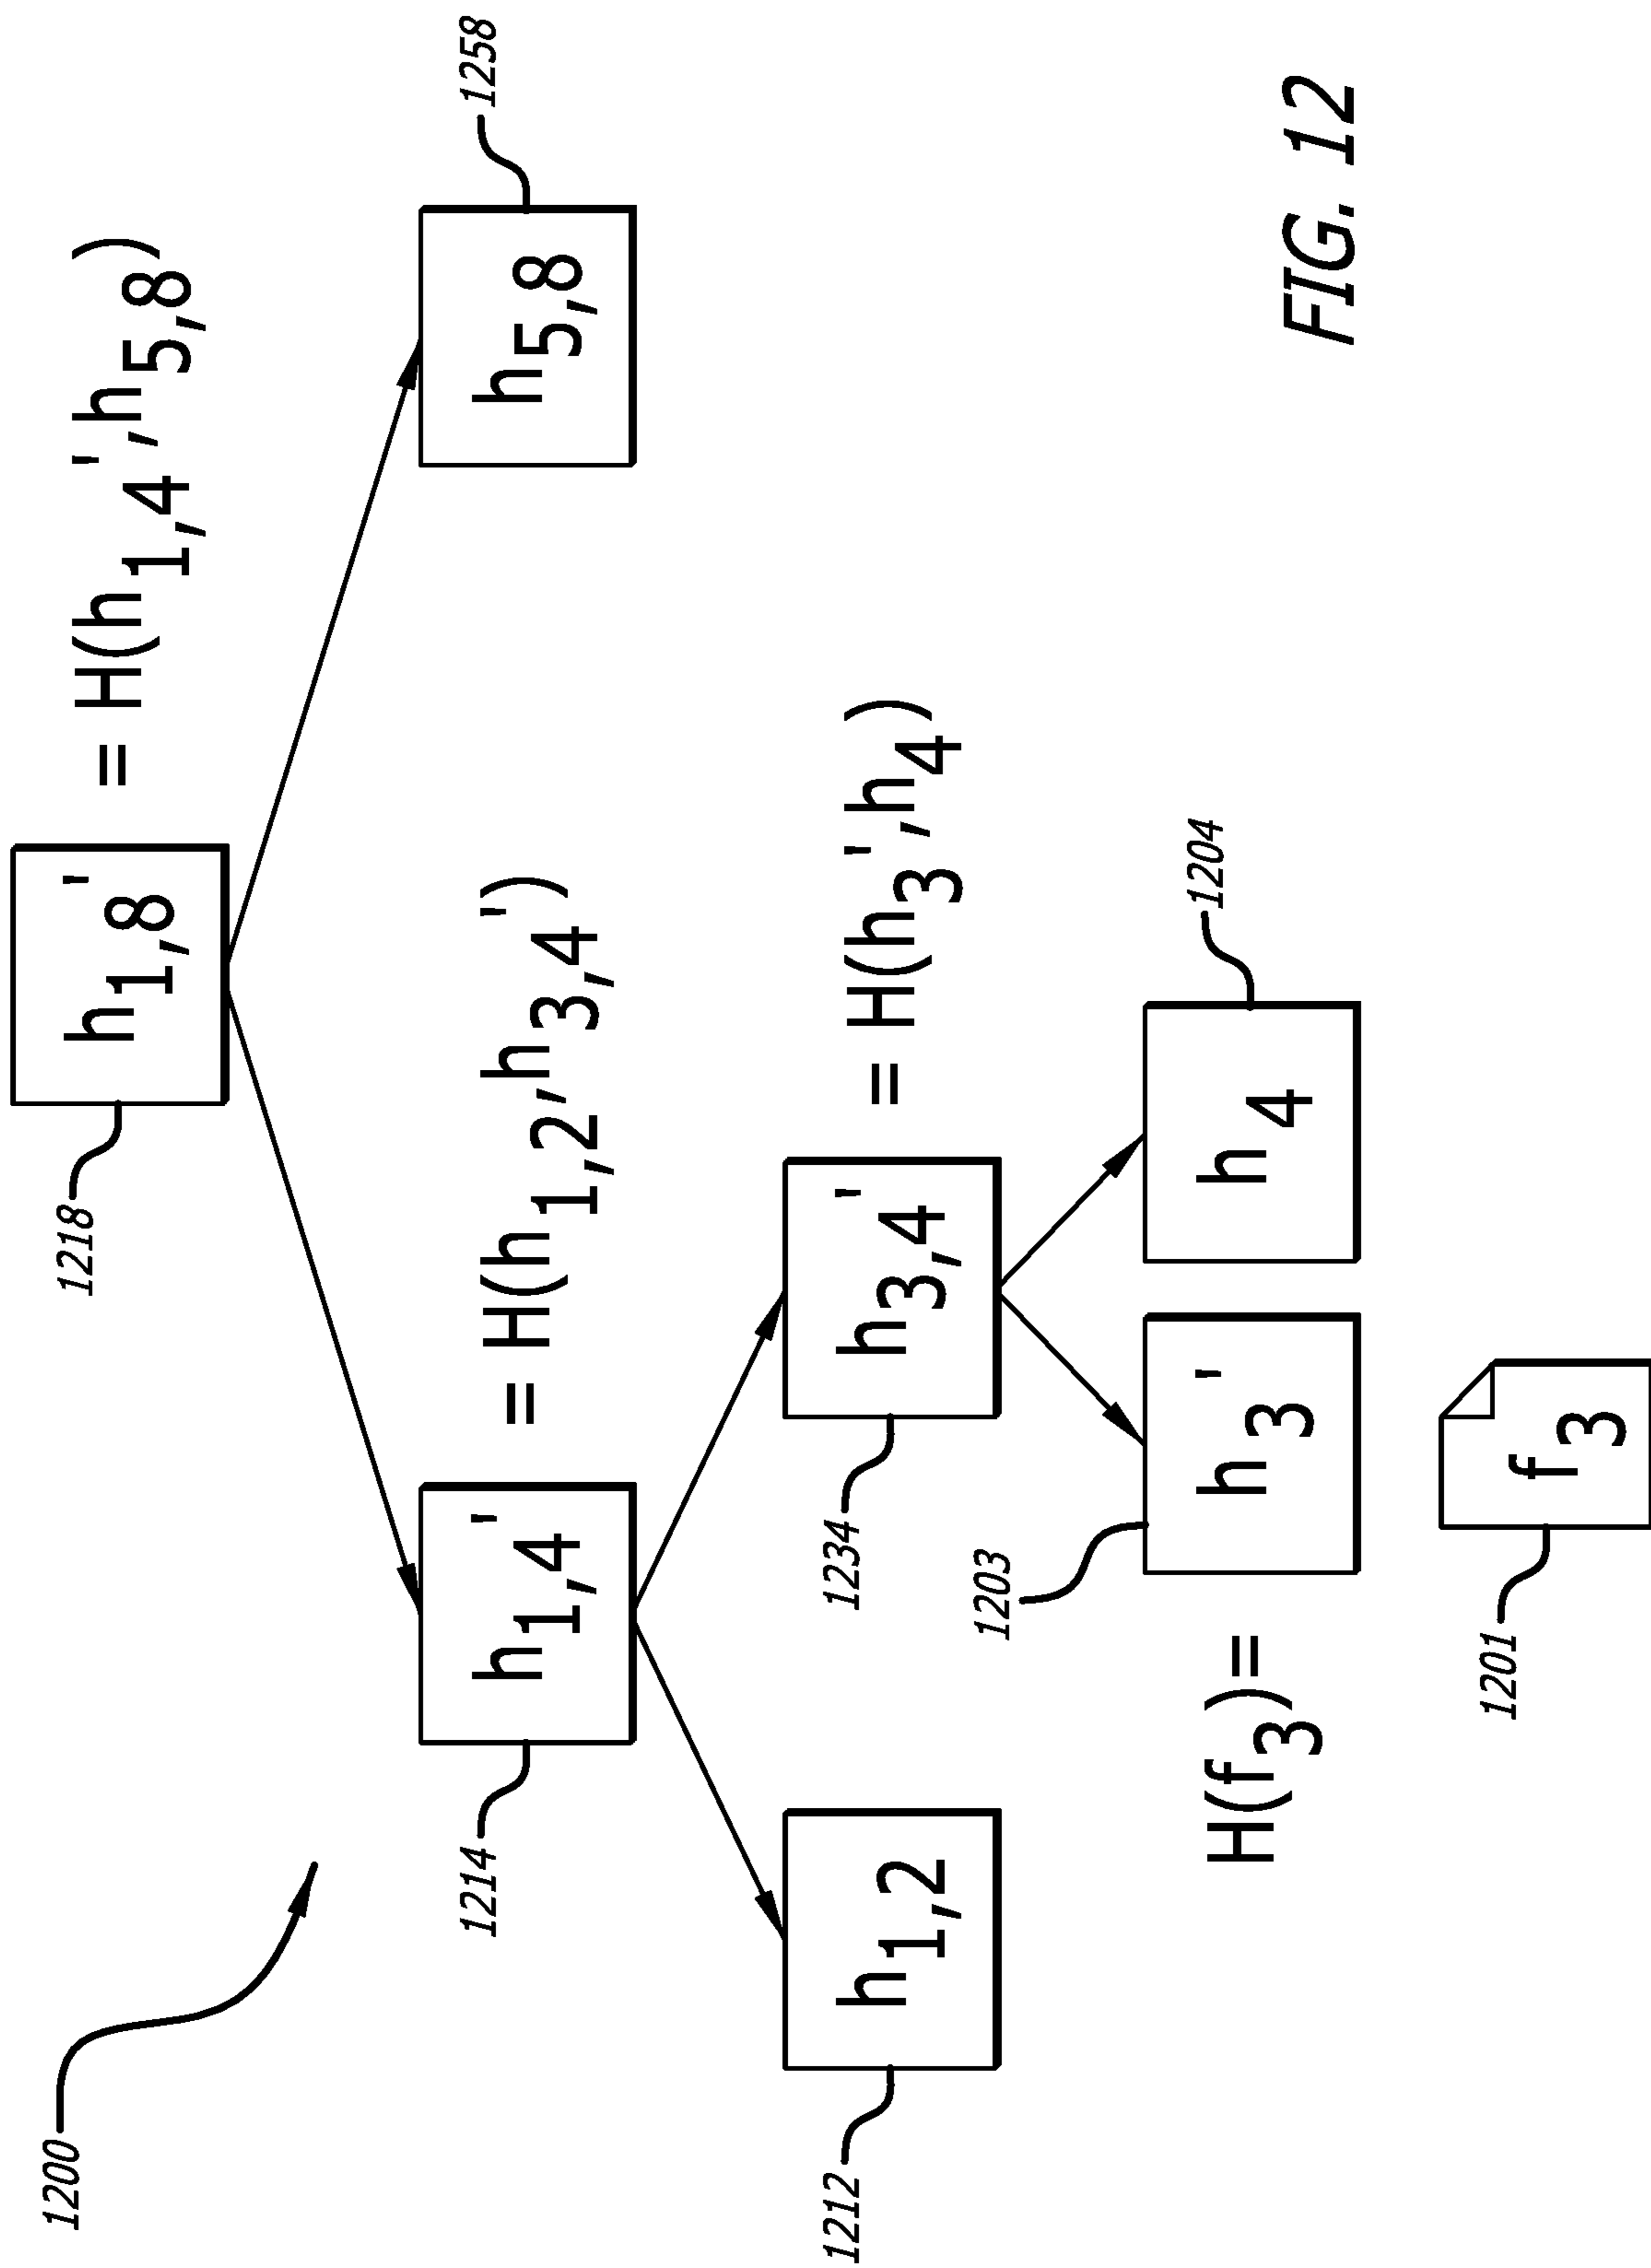 1200
1218
h1,8' = H(h1,4',h5,8)
1214
h1,4' = H(h1,2,h3,4')
h5,8
1258
1212
h1,2
1234
h3,4' = H(h3',h4)
1203
H(f3)= h3'
h4
1204
1201
f3
FIG. 12